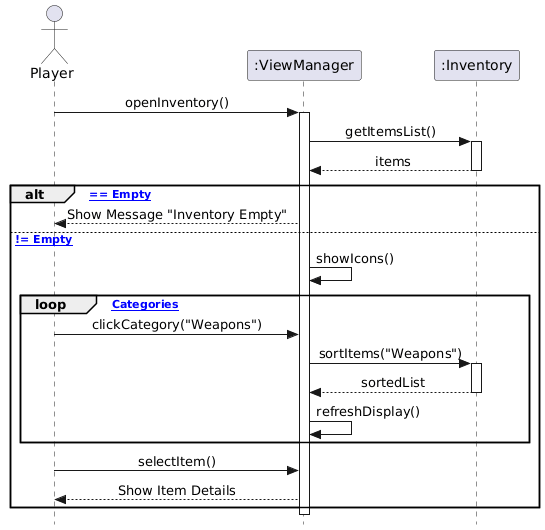 Player
:ViewManager
:Inventory
openInventory()
getItemsList()
items
alt
== Empty
Show Message "Inventory Empty"
!= Empty
showIcons()
loop
Categories
clickCategory("Weapons")
sortItems("Weapons")
sortedList
refreshDisplay()
selectItem()
Show Item Details